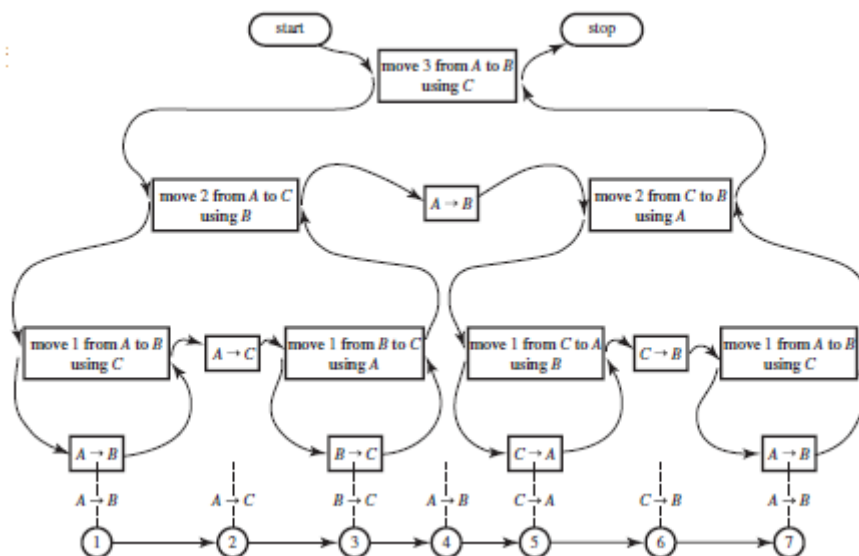 start
stop
move 3 from A to B
using C
move 2 from A to C
using B
A → B
move 2 from C to B
using A
move 1 from A to B
using C
A → C
move 1 from B to C
using A
move 1 from C to A
using B
C → B
move 1 from A to B
using C
A → B
B → C
C → A
A → B
A → B
A → C
B → C
A → B
C → A
C → B
A → B
1
2
3
4
5
6
7